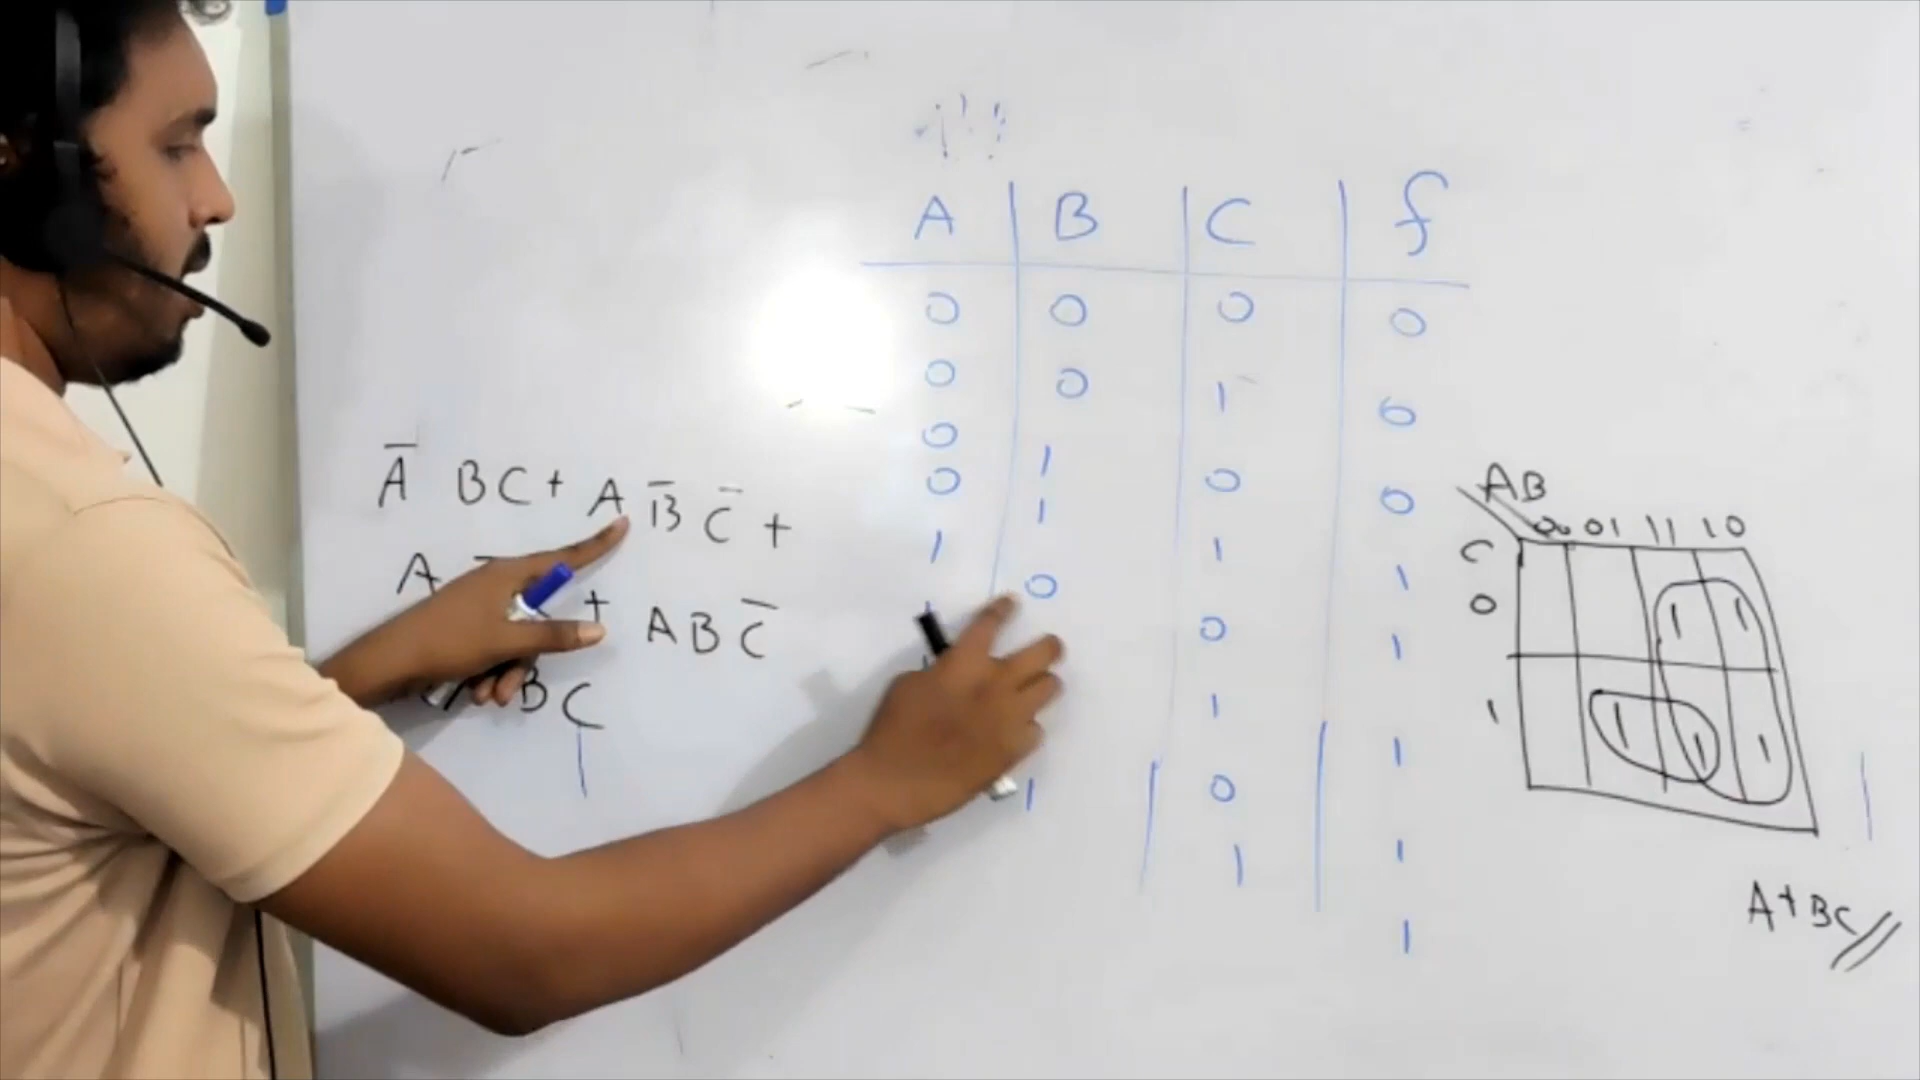 A̅ BC + A B̅ C̅ +
A + A B C̅
B C
A B C f
0 0 0 0
0 0 1 0
0 1 0 0
0 1 1 1
1 0 0 1
1 1
1 0 1
1 1
AB
C 00 01 11 10
0 1 1
1 1 1 1
A + BC